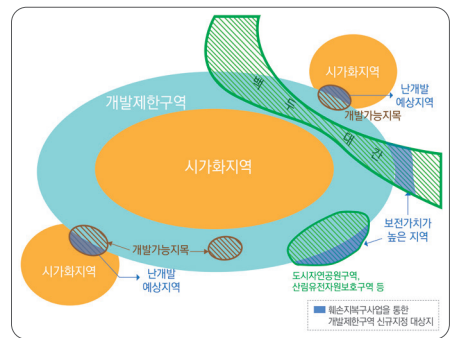 시가화지역
난개발
예상지역
개발가능지목
개발제한구역
백두대간
시가화지역
보전가치가
높은 지역
개발가능지목
시가화지역
난개발
예상지역
도시자연공원구역,
산림유전자원보호구역 등
훼손지복구사업을 통한
개발제한구역 신규지정 대상지